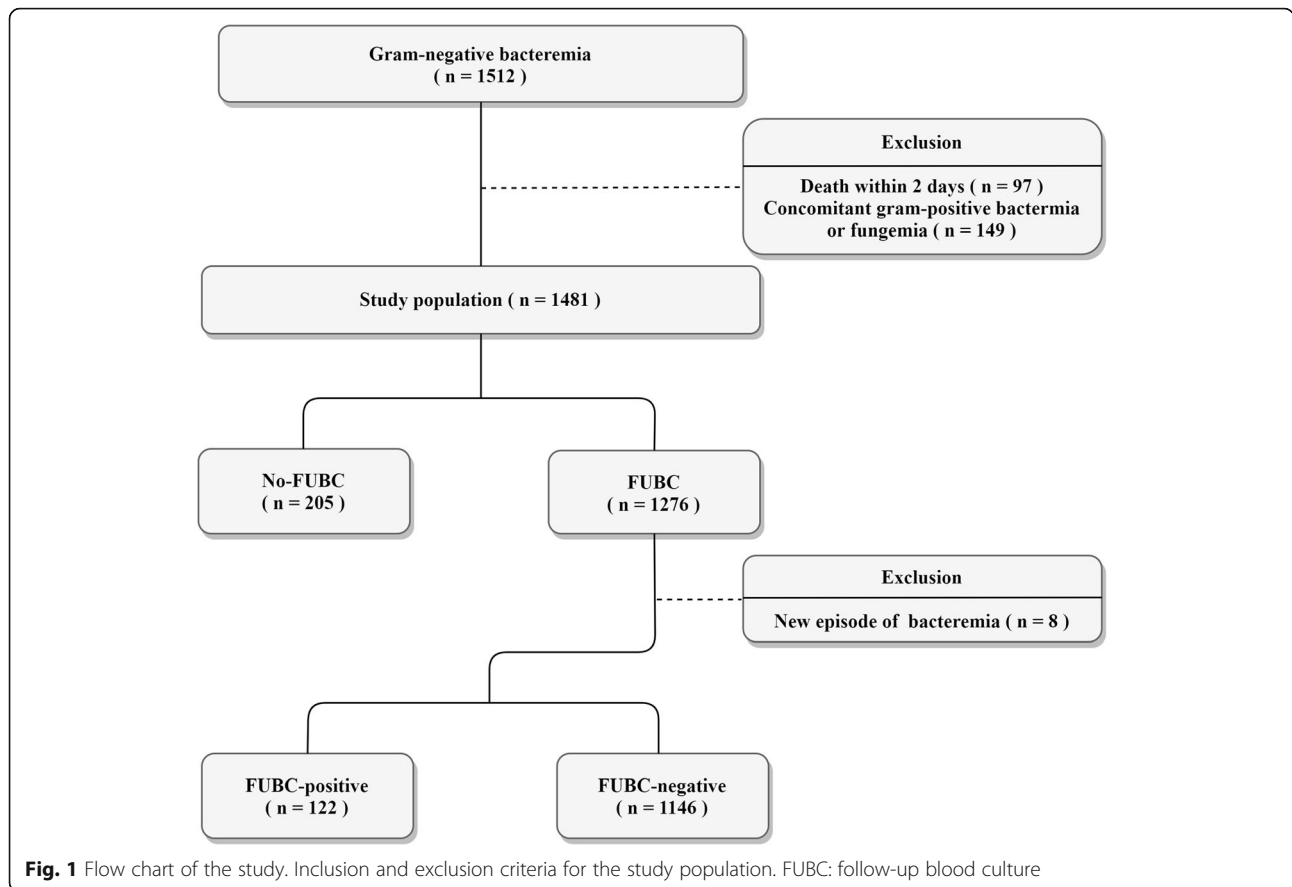 Gram-negative bacteremia
( n = 1512 )
Exclusion
Death within 2 days ( n = 97 )
Concomitant gram-positive bactermia
or fungemia ( n = 149 )
Study population ( n = 1481 )
No-FUBC
( n = 205 )
FUBC
( n = 1276 )
Exclusion
New episode of bacteremia ( n = 8 )
FUBC-positive
( n = 122 )
FUBC-negative
( n = 1146 )
Fig. 1 Flow chart of the study. Inclusion and exclusion criteria for the study population. FUBC: follow-up blood culture